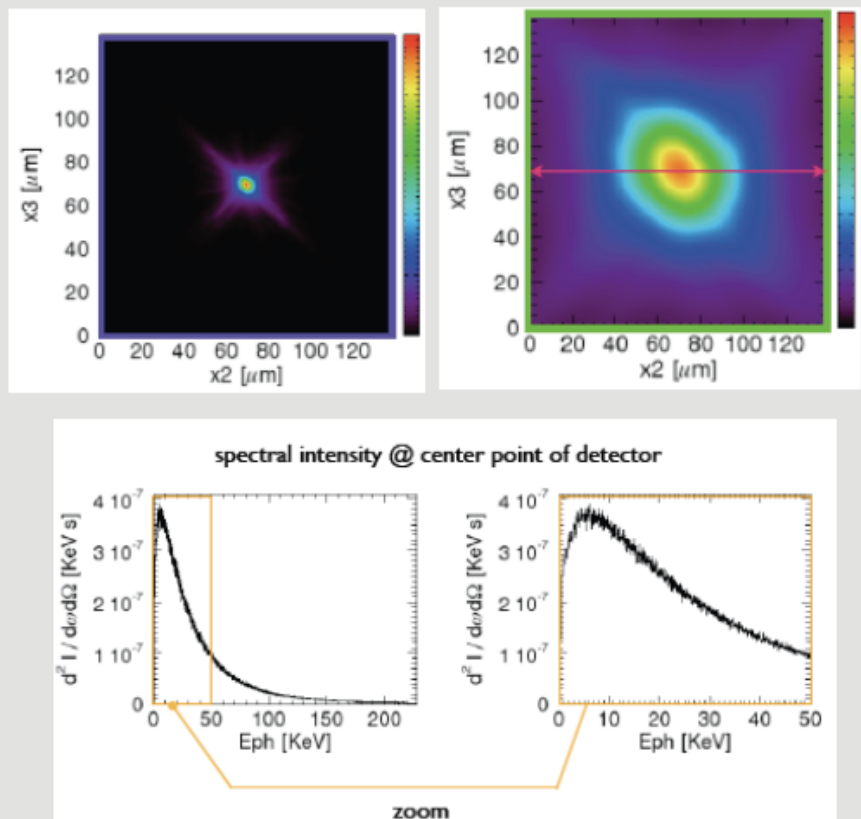 120
100
80
60
40
20
0
x3 [μm]
0 20 40 60 80 100 120
x2 [μm]
120
100
80
60
40
20
0
x3 [μm]
0 20 40 60 80 100 120
x2 [μm]
spectral intensity @ center point of detector
4 10⁻⁷
3 10⁻⁷
2 10⁻⁷
1 10⁻⁷
0
d² I / dωdΩ [KeV s]
0 50 100 150 200
Eph [KeV]
4 10⁻⁷
3 10⁻⁷
2 10⁻⁷
1 10⁻⁷
0
d² I / dωdΩ [KeV s]
0 10 20 30 40 50
Eph [KeV]
zoom